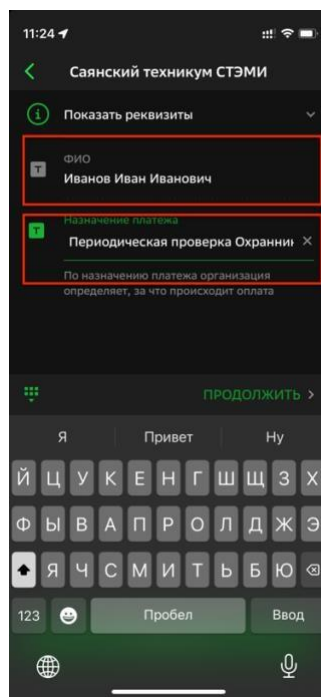 11:24
Саянский техникум СТЭМИ
Показать реквизиты
ФИО
Иванов Иван Иванович
Назначение платежа
Периодическая проверка Охранник
По назначению платежа организация
определяет, за что происходит оплата
ПРОДОЛЖИТЬ
Я Привет Ну
Й Ц У К Е Н Г Ш Щ З Х
Ф Ы В А П Р О Л Д Ж Э
Я Ч С М И Т Ь Б Ю
123 Пробел Ввод